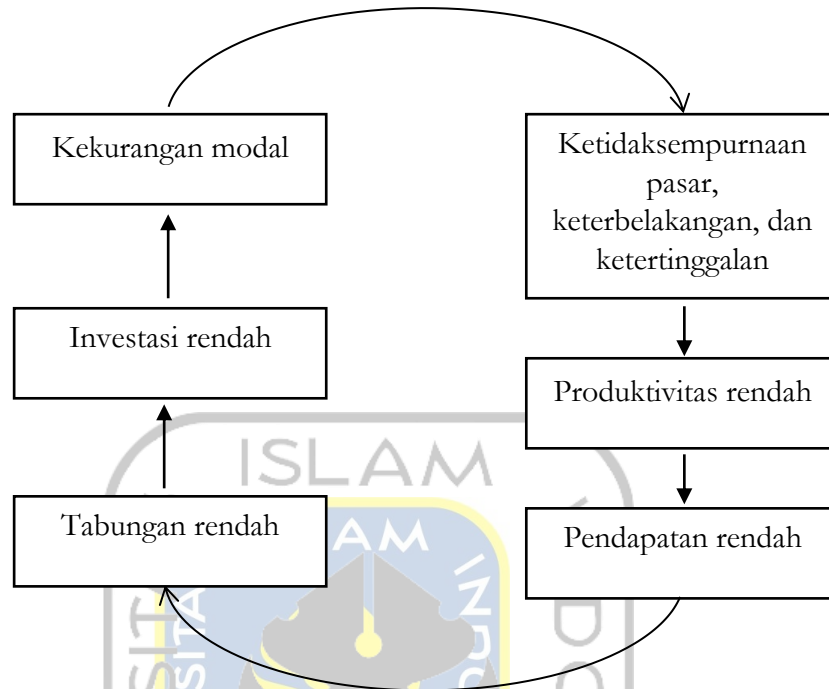 Kekurangan modal
Ketidaksempurnaan
pasar,
keterbelakangan, dan
ketertinggalan
Investasi rendah
Produktivitas rendah
Tabungan rendah
Pendapatan rendah
ISLAM